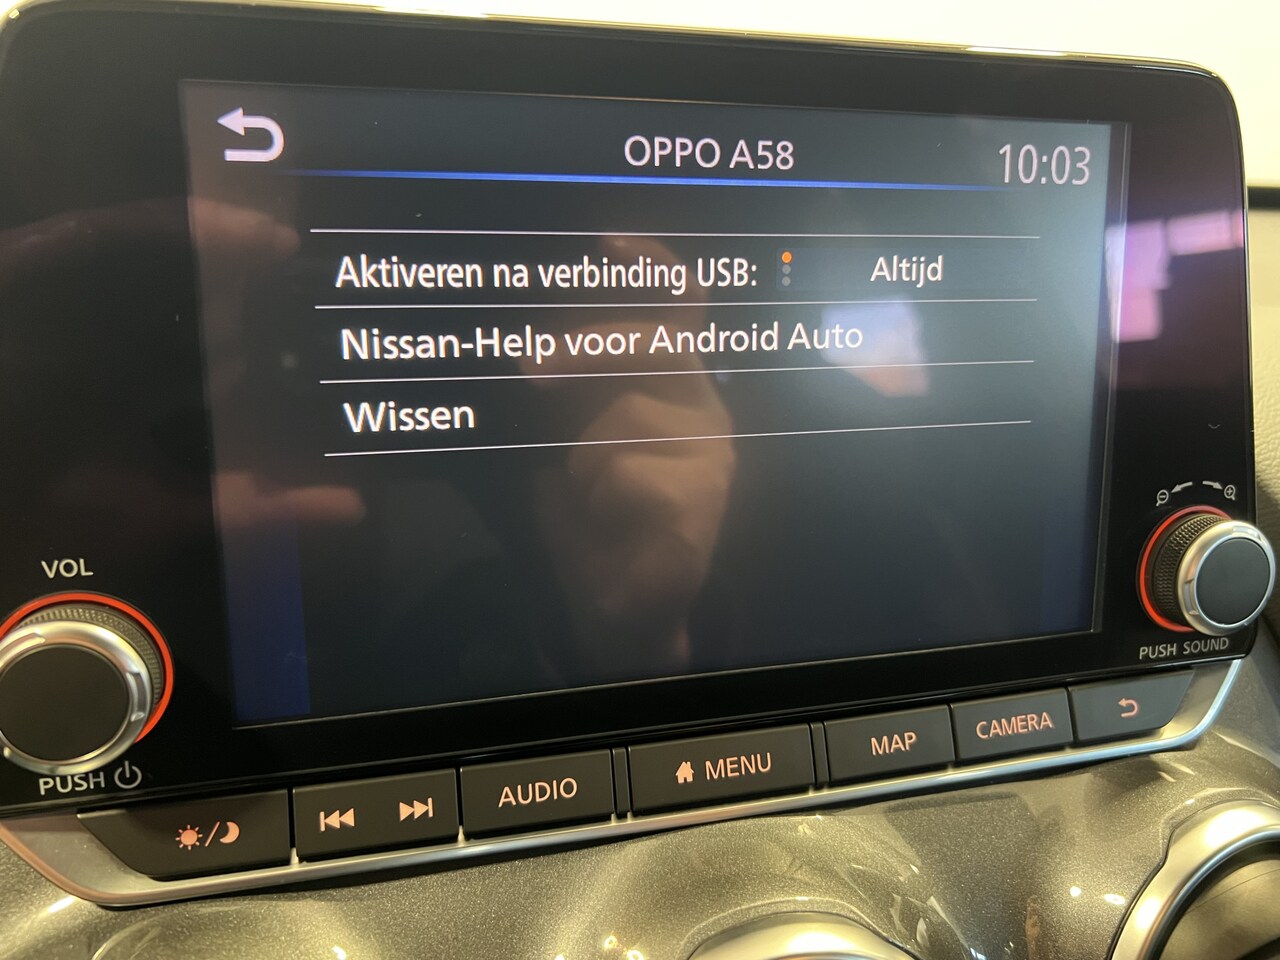 OPPO A58
10:03
Aktiveren na verbinding USB: Altijd
Nissan-Help voor Android Auto
Wissen
VOL
PUSH
PUSH SOUND
AUDIO
MENU
MAP
CAMERA